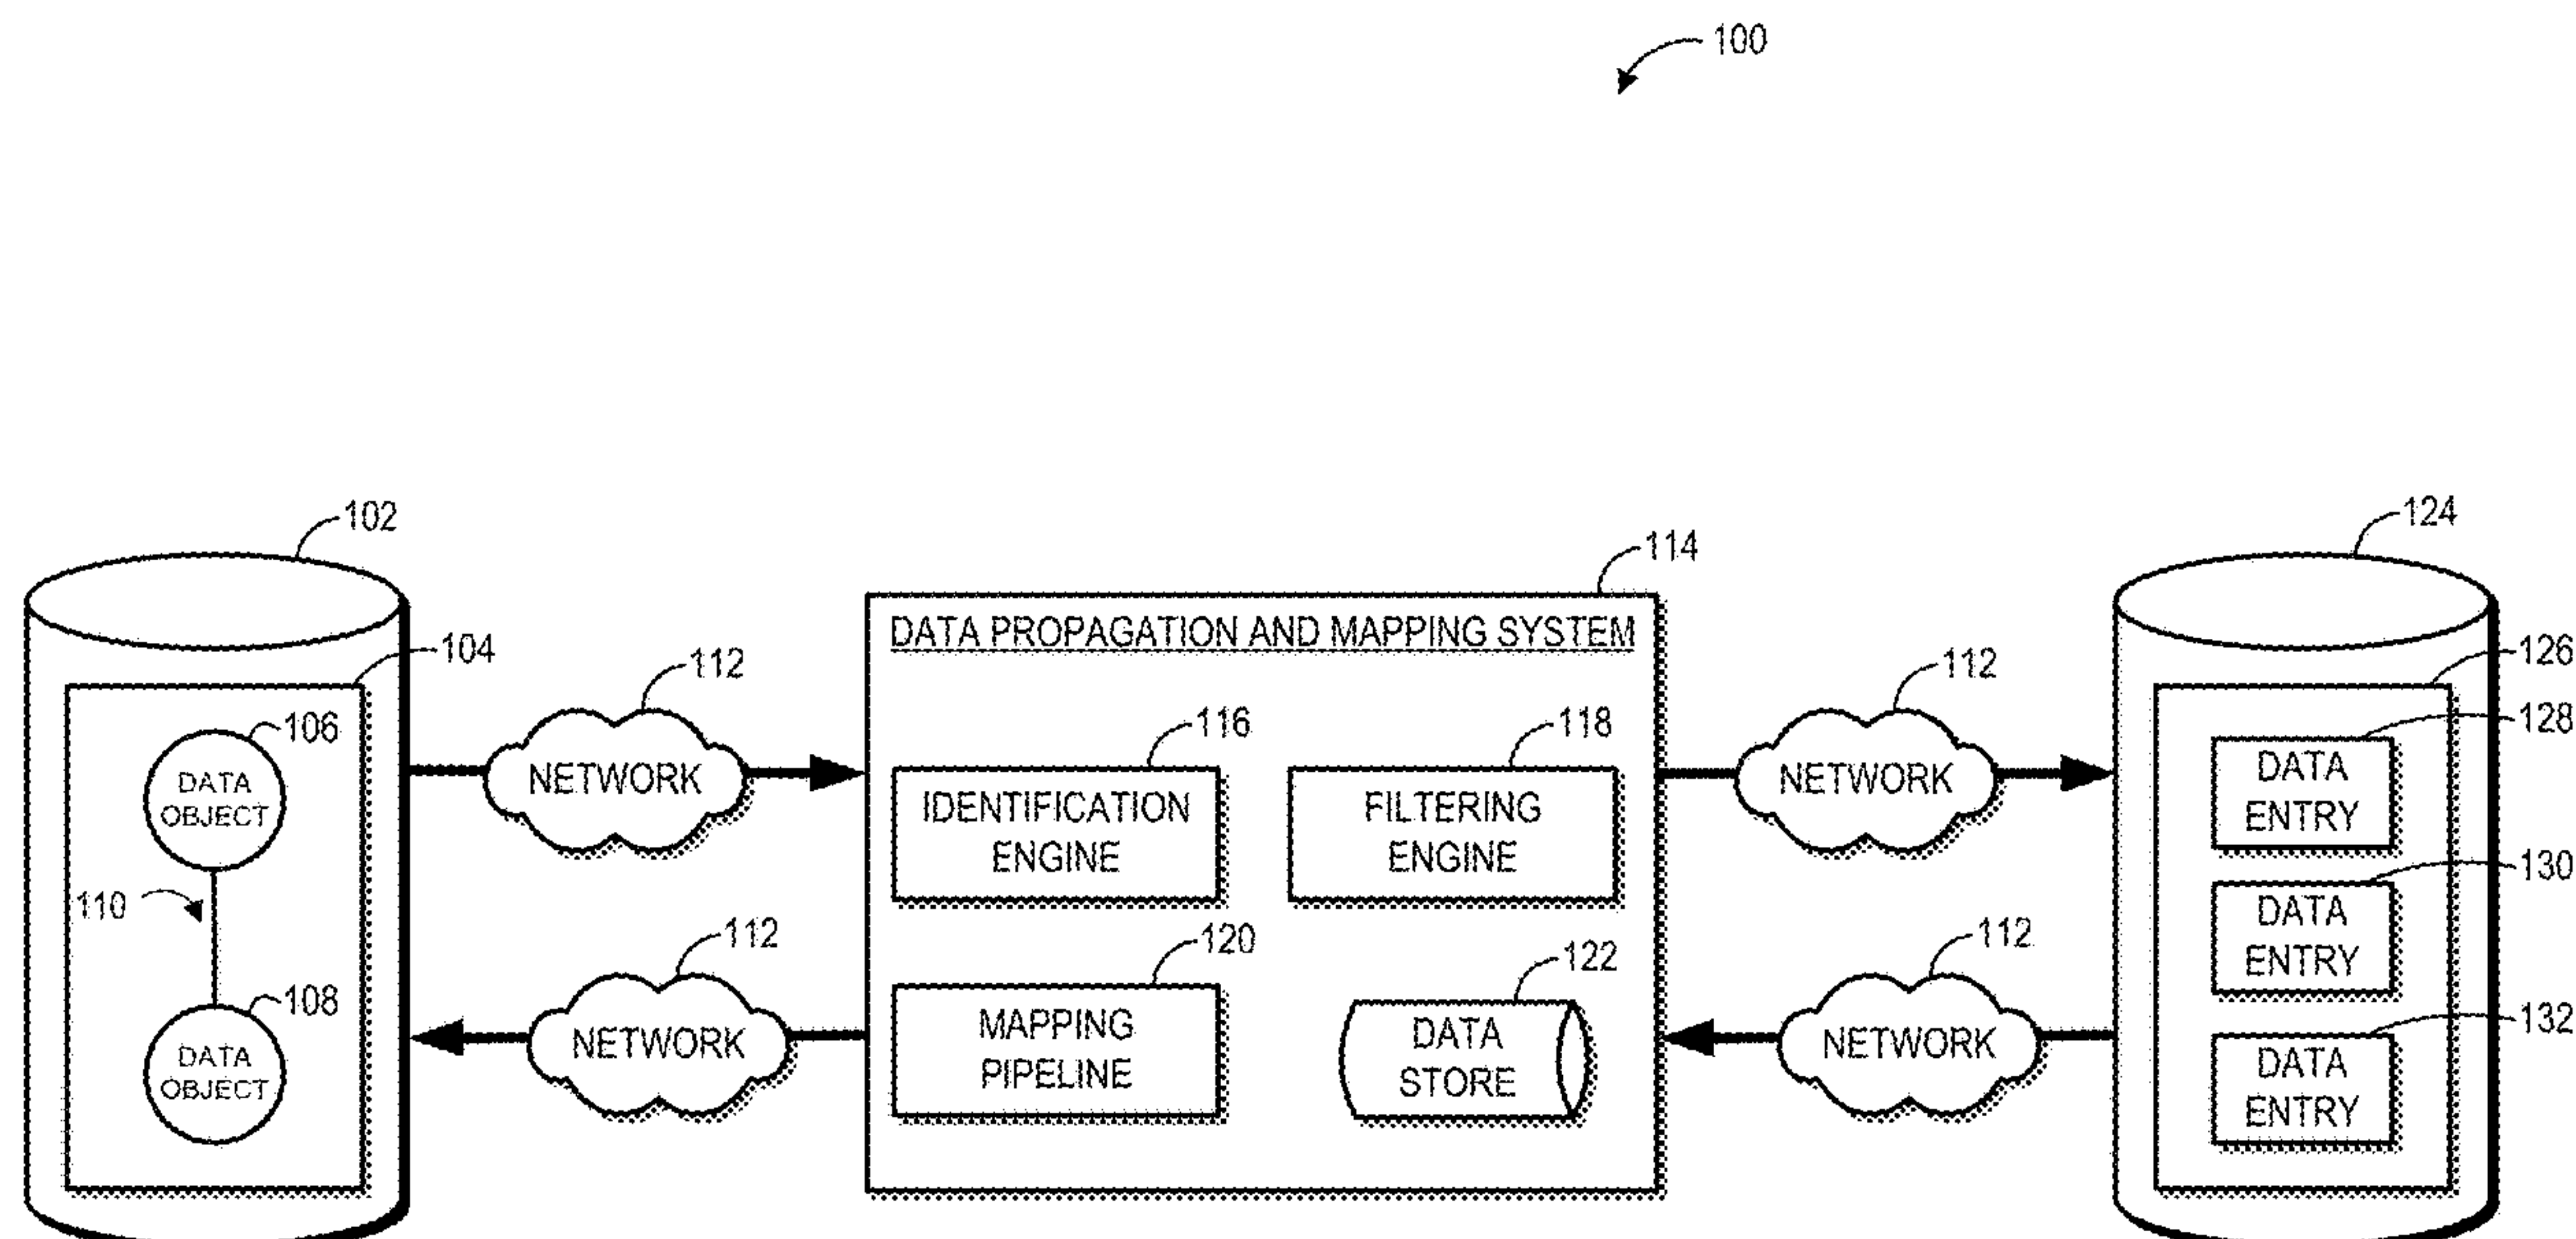 100
102
104
106
DATA
OBJECT
110
108
DATA
OBJECT
112
NETWORK
112
NETWORK
114
DATA PROPAGATION AND MAPPING SYSTEM
116
IDENTIFICATION
ENGINE
118
FILTERING
ENGINE
120
MAPPING
PIPELINE
122
DATA
STORE
112
NETWORK
112
NETWORK
124
126
128
DATA
ENTRY
130
DATA
ENTRY
132
DATA
ENTRY